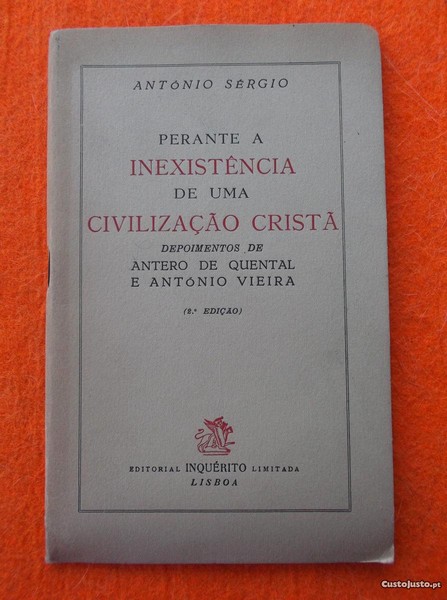 ANTÓNIO SÉRGIO
PERANTE A
INEXISTÊNCIA
DE UMA
CIVILIZAÇÃO CRISTÃ
DEPOIMENTOS DE
ANTERO DE QUENTAL
E ANTÓNIO VIEIRA
(2.ª EDIÇÃO)
EDITORIAL INQUÉRITO LIMITADA
LISBOA
CustoJusto.pt